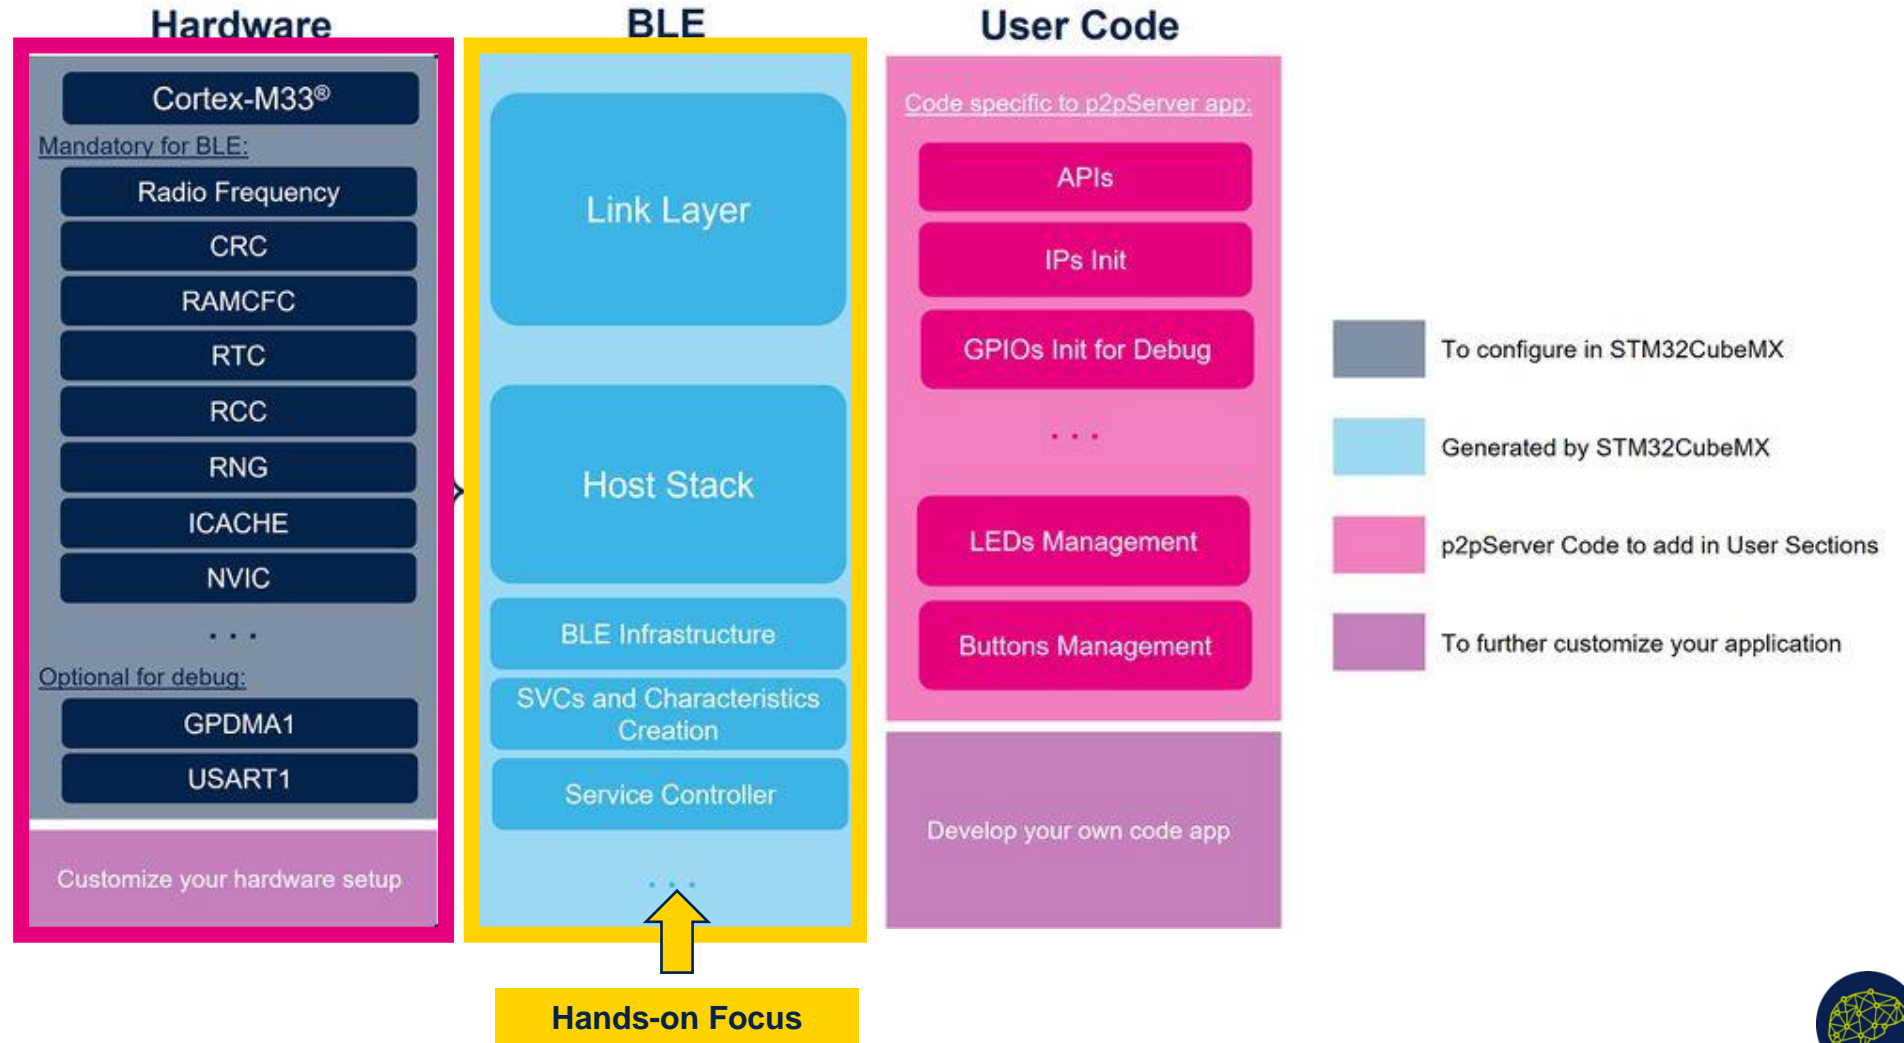 Hardware
Cortex-M33®
Mandatory for BLE:
Radio Frequency
CRC
RAMCFC
RTC
RCC
RNG
ICACHE
NVIC
. . .
Optional for debug:
GPDMA1
USART1
Customize your hardware setup
BLE
Link Layer
Host Stack
BLE Infrastructure
SVCs and Characteristics
Creation
Service Controller
. . .
Hands-on Focus
User Code
Code specific to p2pServer app:
APIs
IPs Init
GPIOs Init for Debug
. . .
LEDs Management
Buttons Management
Develop your own code app
To configure in STM32CubeMX
Generated by STM32CubeMX
p2pServer Code to add in User Sections
To further customize your application